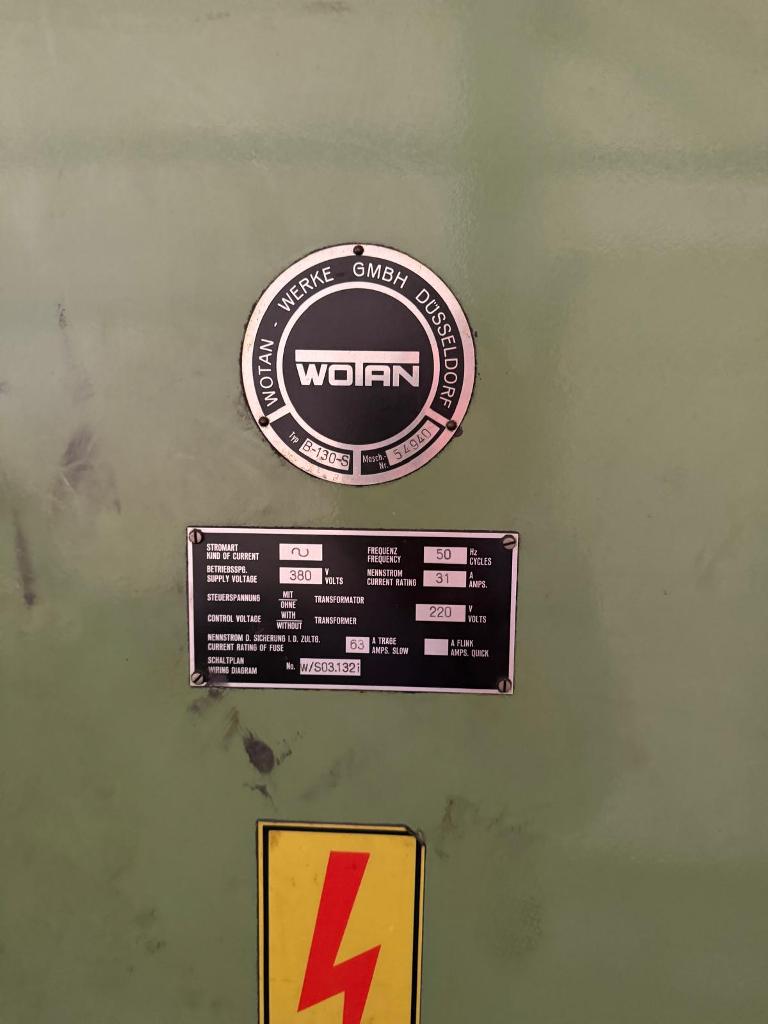 WOTAN - WERKE GMBH DÜSSELDORF
WOTAN
Typ B-130-S Masch.-Nr. 54940
STROMART
KIND OF CURRENT ~
FREQUENZ
FREQUENCY 50 Hz
CYCLES
BETRIEBSSPG.
SUPPLY VOLTAGE 380 V
VOLTS
NENNSTROM
CURRENT RATING 31 A
AMPS.
STEUERSPANNUNG MIT
OHNE TRANSFORMATOR
CONTROL VOLTAGE WITH
WITHOUT TRANSFORMER
220 V
VOLTS
NENNSTROM D. SICHERUNG I.D. ZULTG.
CURRENT RATING OF FUSE 63 A TRAGE
AMPS. SLOW
A FLINK
AMPS. QUICK
SCHALTPLAN
WIRING DIAGRAM No. W/S03.132i